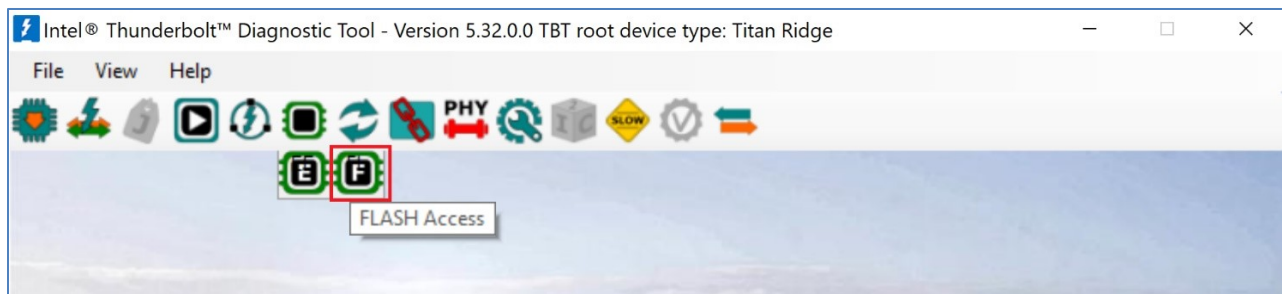 Intel® Thunderbolt™ Diagnostic Tool - Version 5.32.0.0 TBT root device type: Titan Ridge
File View Help
J PHY 2 I C SLOW V
E F
FLASH Access